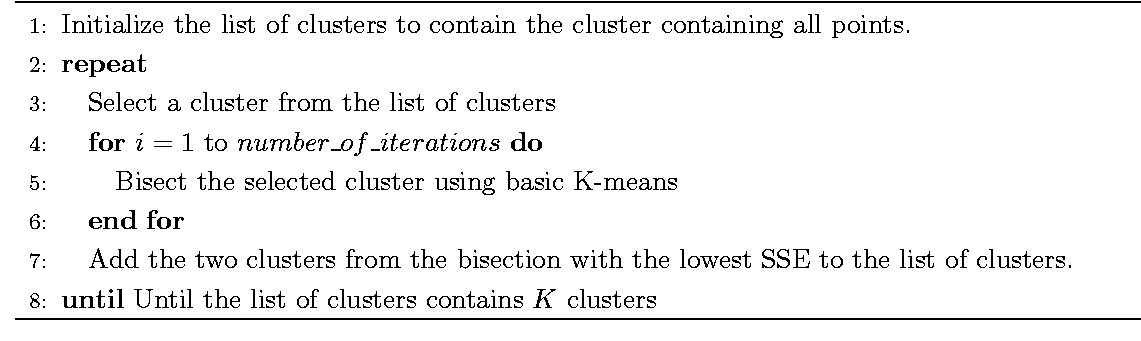 1: Initialize the list of clusters to contain the cluster containing all points.
2: repeat
3: Select a cluster from the list of clusters
4: for i = 1 to number_of_iterations do
5: Bisect the selected cluster using basic K-means
6: end for
7: Add the two clusters from the bisection with the lowest SSE to the list of clusters.
8: until Until the list of clusters contains K clusters